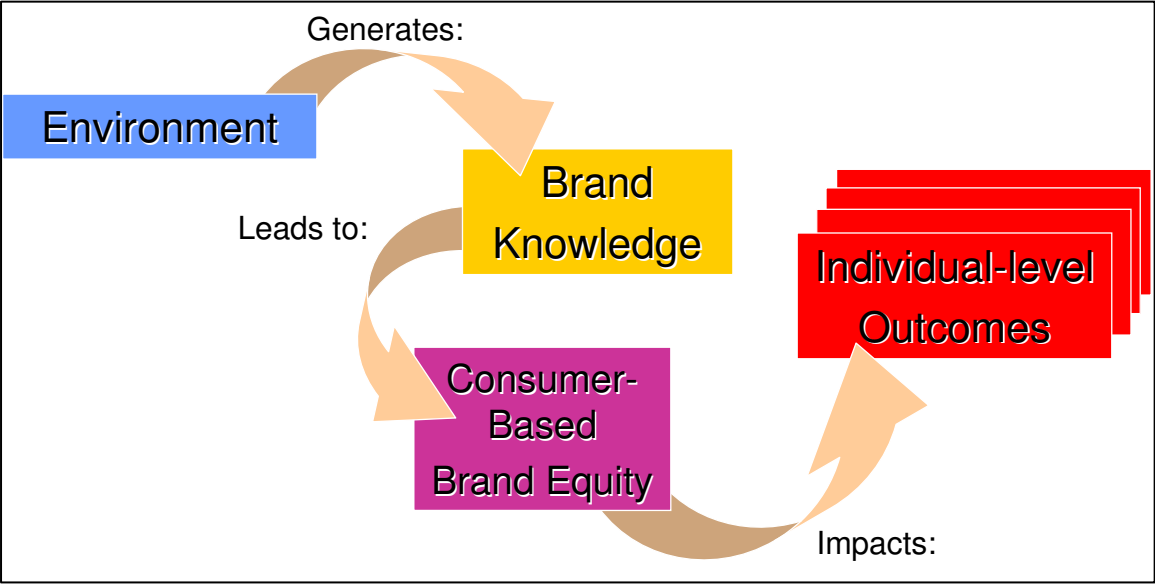 Generates:
Environment
Brand
Knowledge
Leads to:
Individual-level
Outcomes
Consumer-
Based
Brand Equity
Impacts: